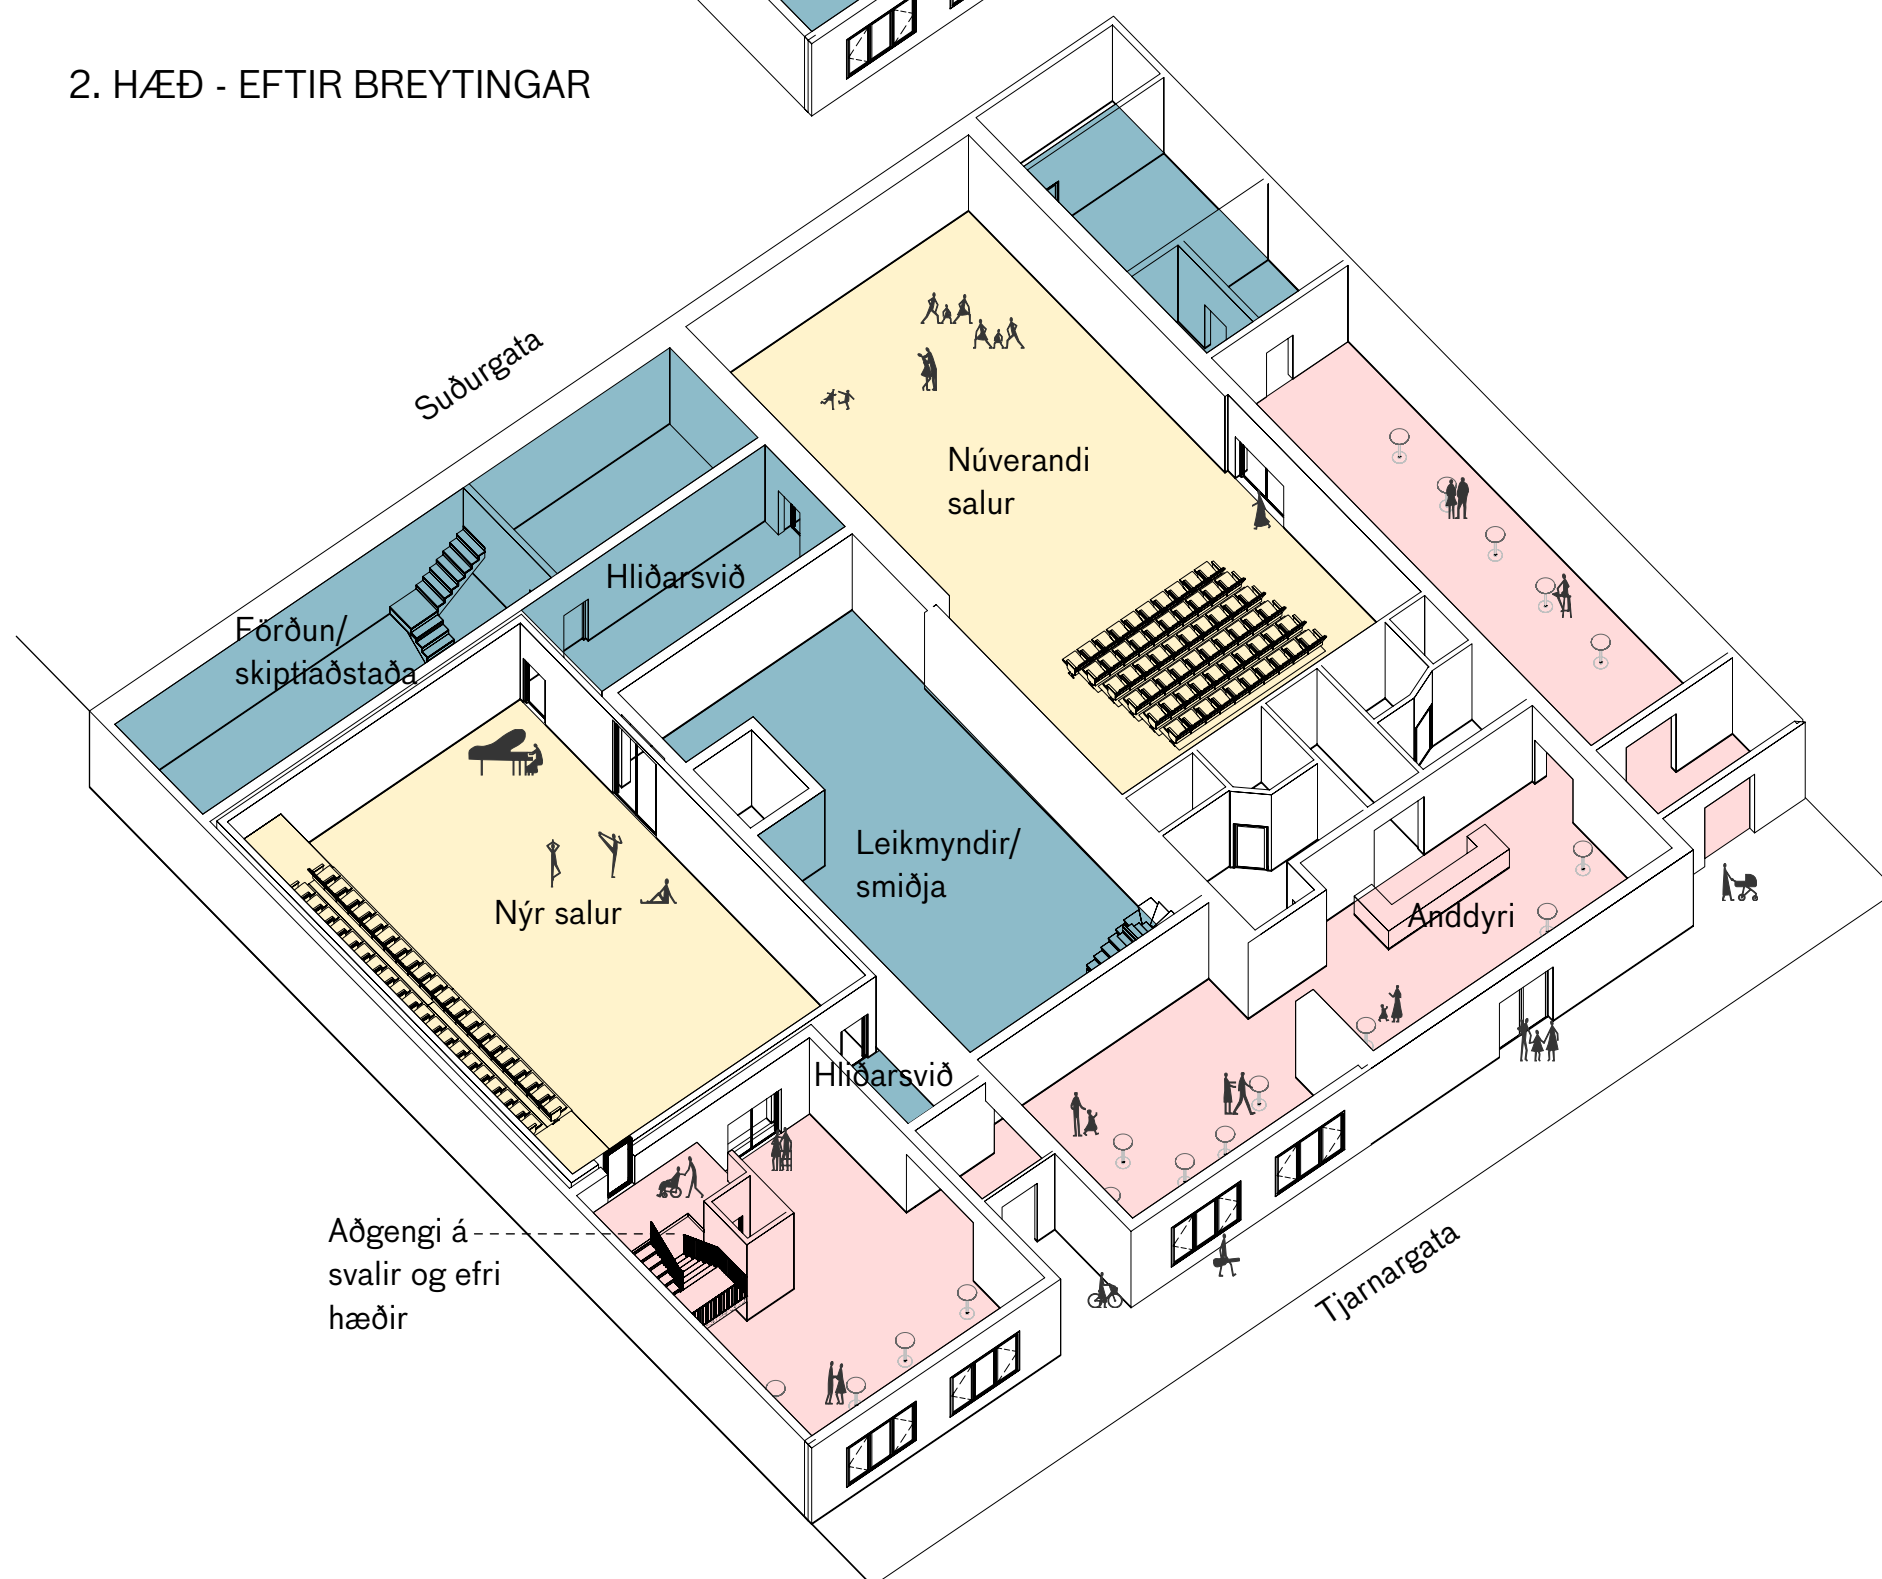 2. HÆÐ - EFTIR BREYTINGAR
Suðurgata
Núverandi
salur
Hliðarsvið
Förðun/
skiptiaðstaða
Leikmyndir/
smiðja
Nýr salur
Anddyri
Hliðarsvið
Aðgengi á
svalir og efri
hæðir
Tjarnargata